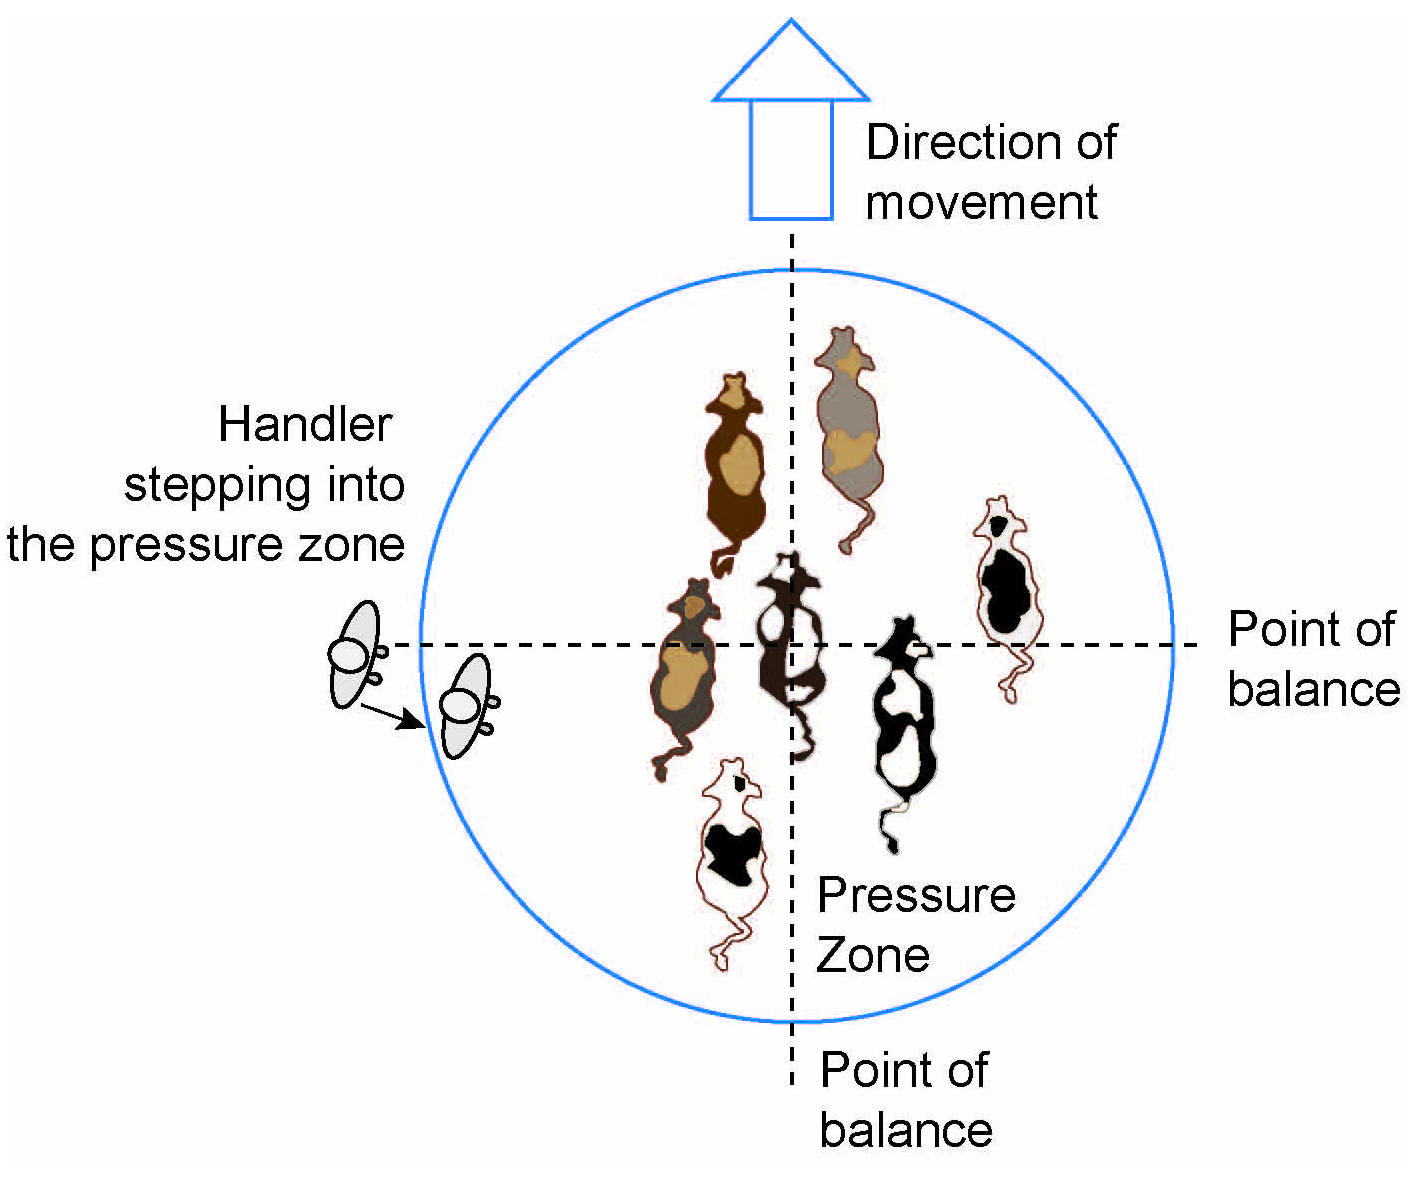 Direction of
movement
Handler
stepping into
the pressure zone
Point of
balance
Pressure
Zone
Point of
balance